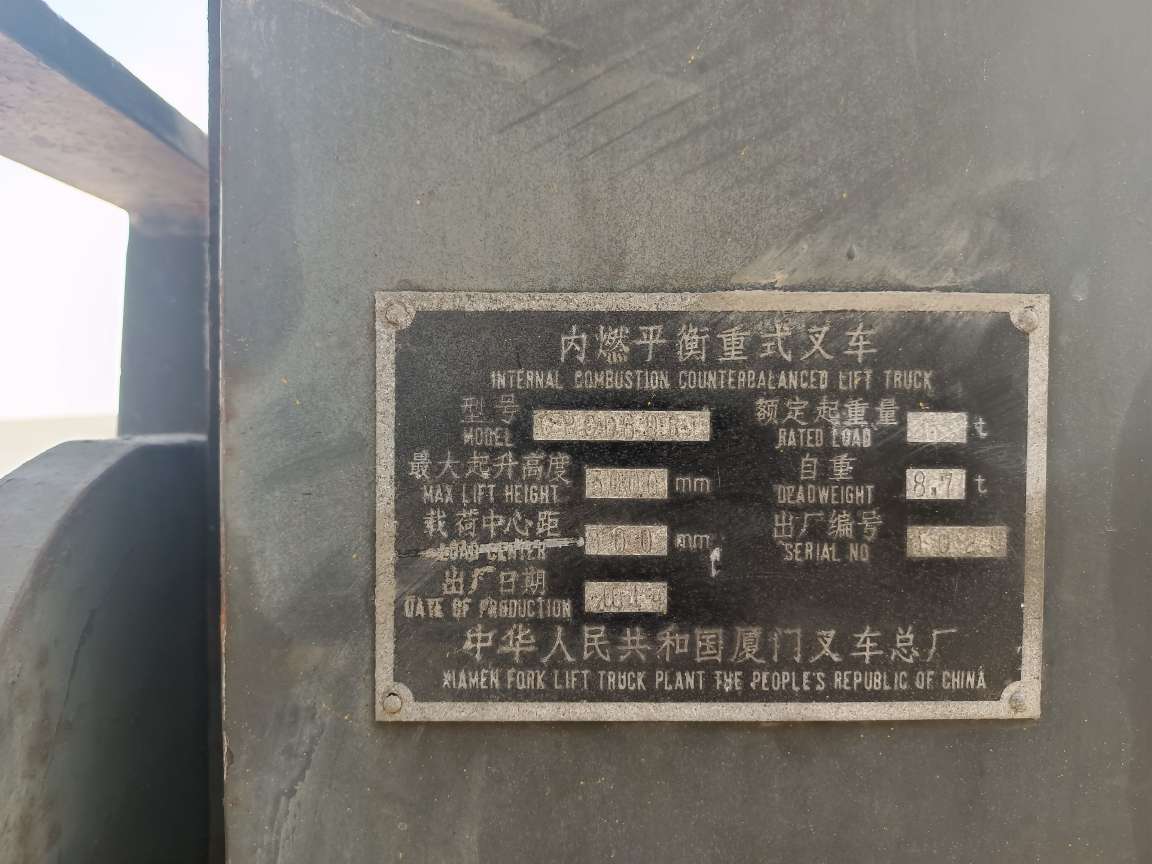 内燃平衡重式叉车
INTERNAL COMBUSTION COUNTERBALANCED LIFT TRUCK
型号
MODEL
额定起重量 t
RATED LOAD
最大起升高度 mm
MAX LIFT HEIGHT
自重 8.7 t
DEADWEIGHT
载荷中心距 mm
LOAD CENTER
出厂编号
SERIAL NO
出厂日期
DATE OF PRODUCTION
中华人民共和国厦门叉车总厂
XIAMEN FORK LIFT TRUCK PLANT THE PEOPLE'S REPUBLIC OF CHINA